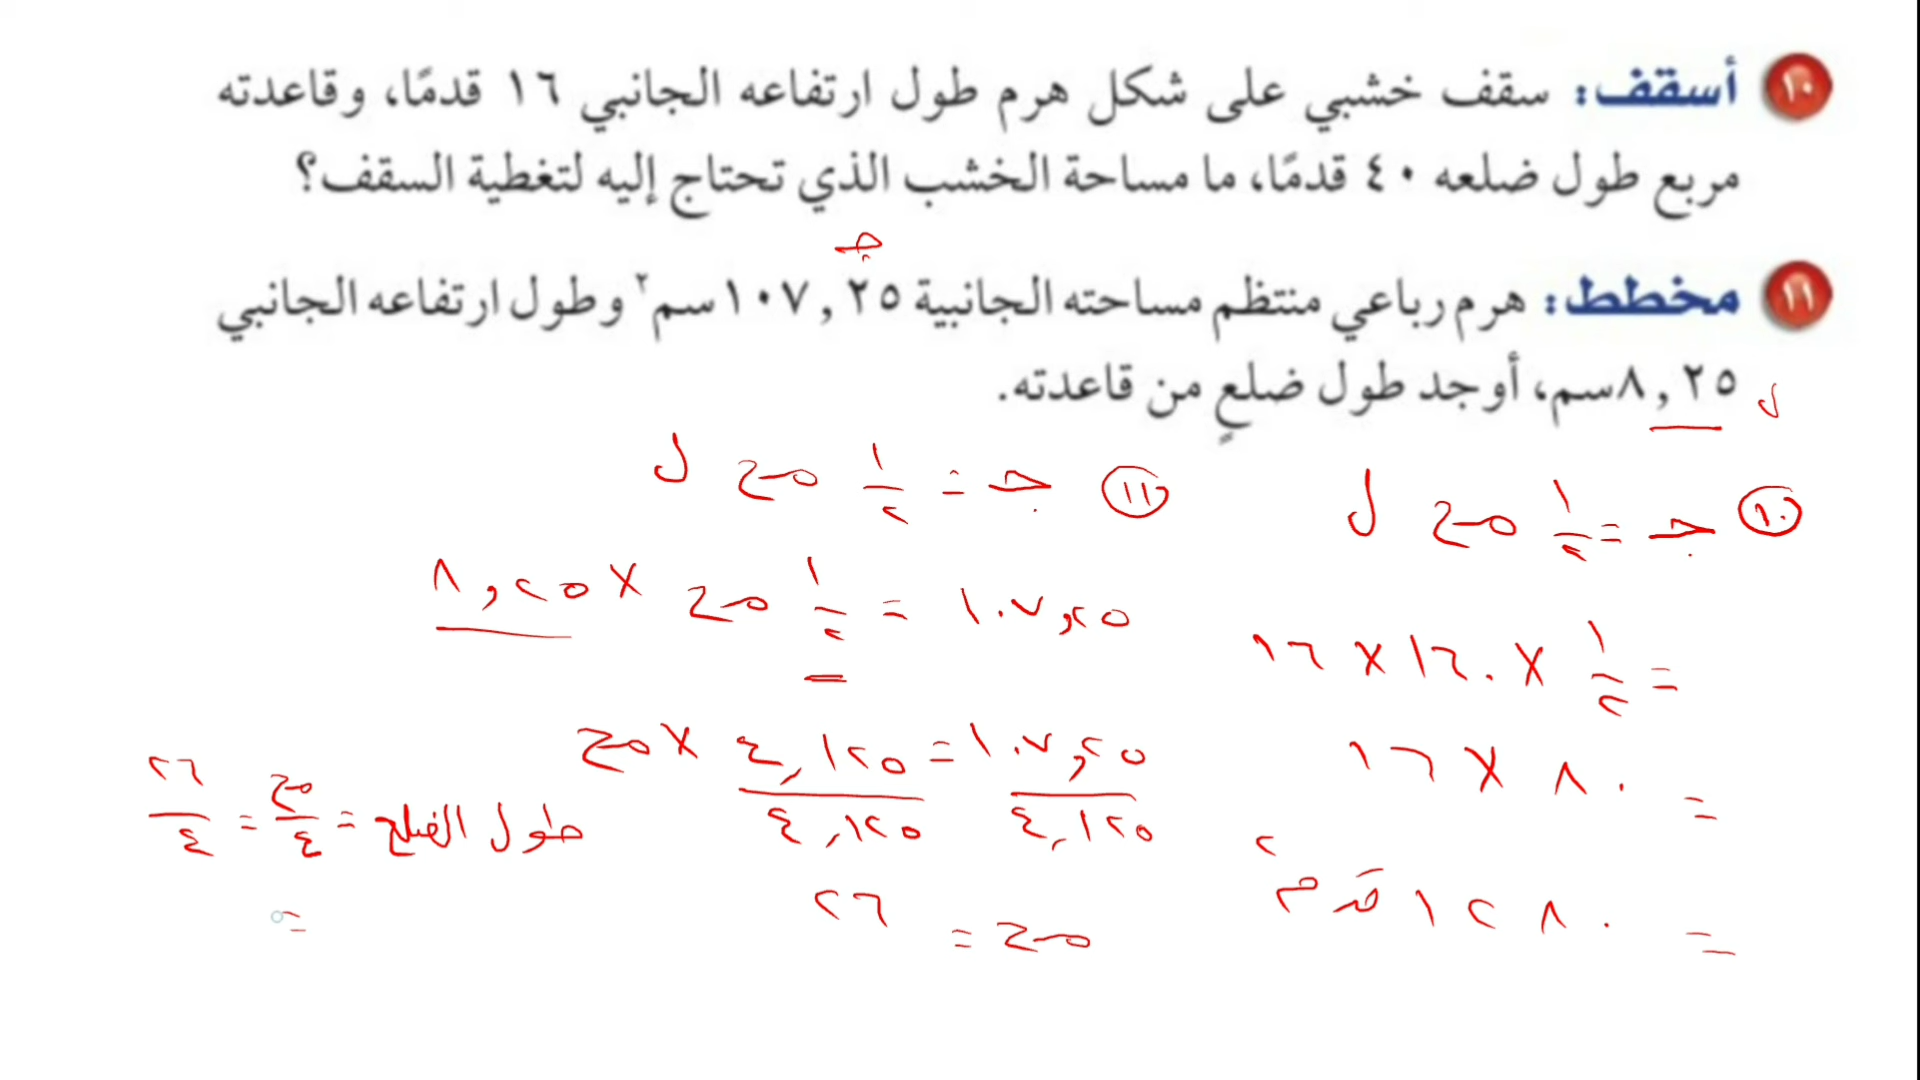 ١٠ أسقف: سقف خشبي على شكل هرم طول ارتفاعه الجانبي ١٦ قدمًا، وقاعدته
مربع طول ضلعه ٤٠ قدمًا، ما مساحة الخشب الذي تحتاج إليه لتغطية السقف؟
جـ
١١ مخطط: هرم رباعي منتظم مساحته الجانبية ١٠٧,٢٥ سم٢ وطول ارتفاعه الجانبي
٨,٢٥ سم، أوجد طول ضلعٍ من قاعدته.
ل
١٠ جـ = ١/٢ مح ل
= ١/٢ × ١٦٠ × ١٦
= ٨٠ × ١٦
= ١٢٨٠ قدم٢
١١ جـ = ١/٢ مح ل
١٠٧,٢٥ = ١/٢ مح × ٨,٢٥
١٠٧,٢٥/٤,١٢٥ = ٤,١٢٥/٤,١٢٥ × مح
مح = ٢٦
طول الضلع = مح/٤ = ٢٦/٤
=